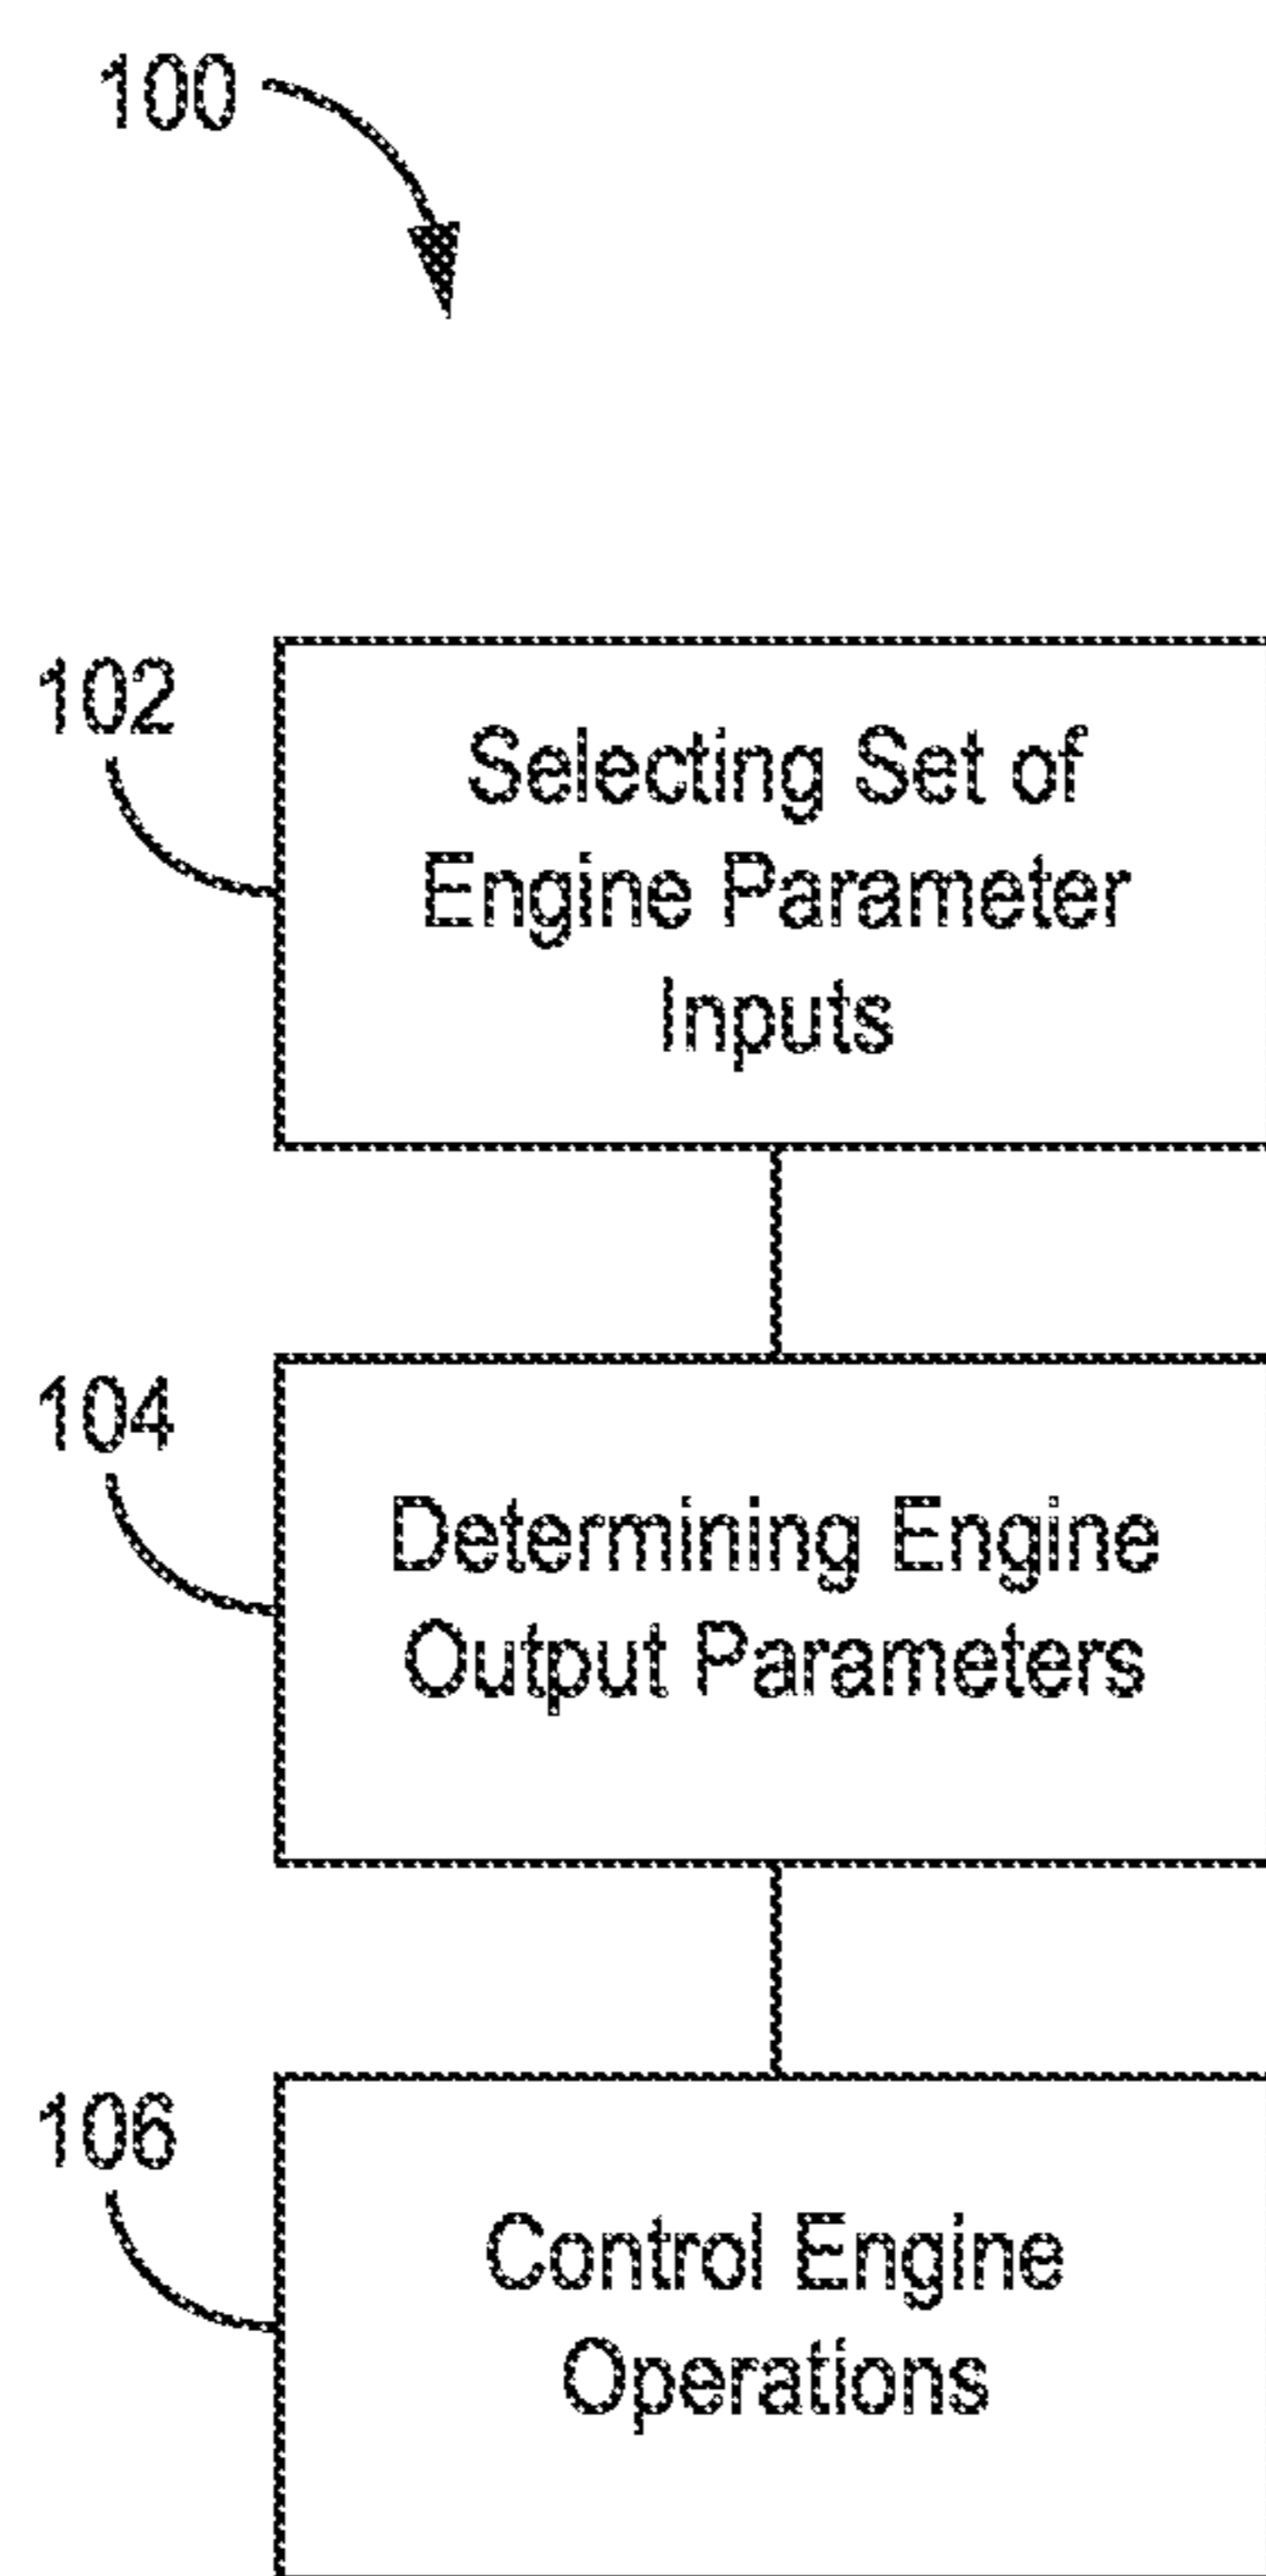 100
102
Selecting Set of
Engine Parameter
Inputs
104
Determining Engine
Output Parameters
106
Control Engine
Operations